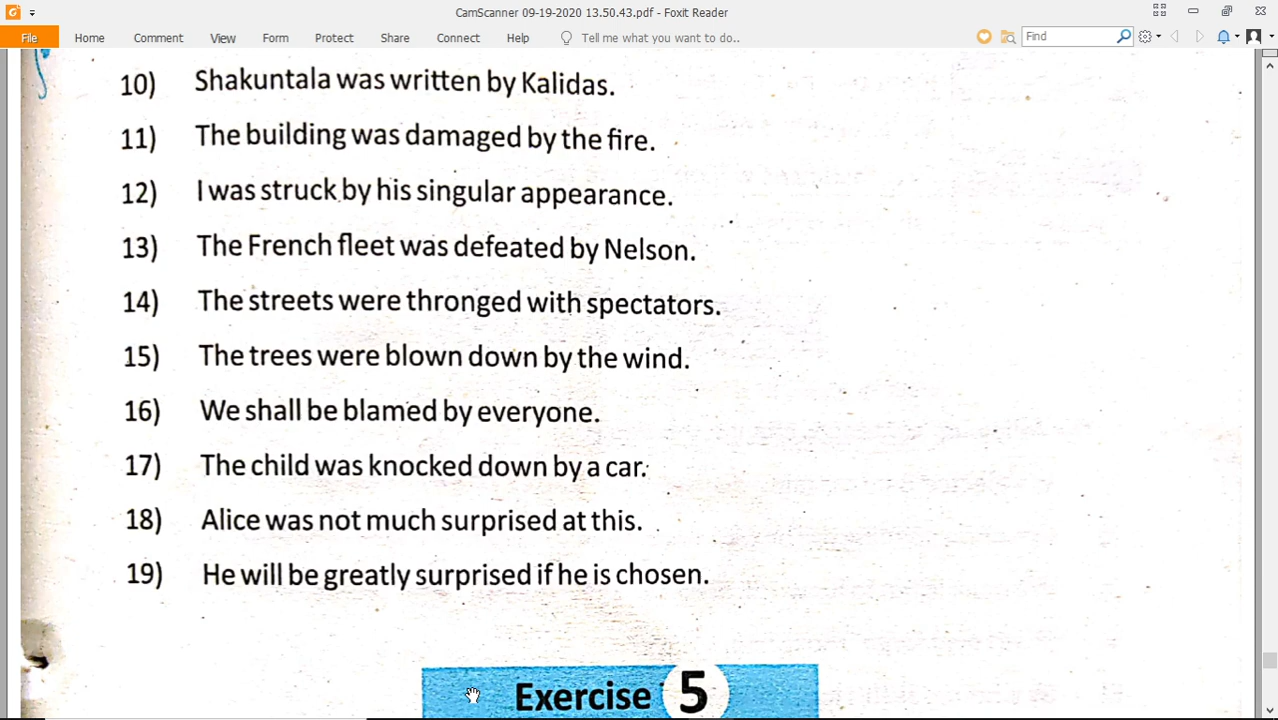 CamScanner 09-19-2020 13.50.43.pdf - Foxit Reader
File Home Comment View Form Protect Share Connect Help Tell me what you want to do.. Find
10) Shakuntala was written by Kalidas.
11) The building was damaged by the fire.
12) I was struck by his singular appearance.
13) The French fleet was defeated by Nelson.
14) The streets were thronged with spectators.
15) The trees were blown down by the wind.
16) We shall be blamed by everyone.
17) The child was knocked down by a car.
18) Alice was not much surprised at this.
19) He will be greatly surprised if he is chosen.
Exercise 5